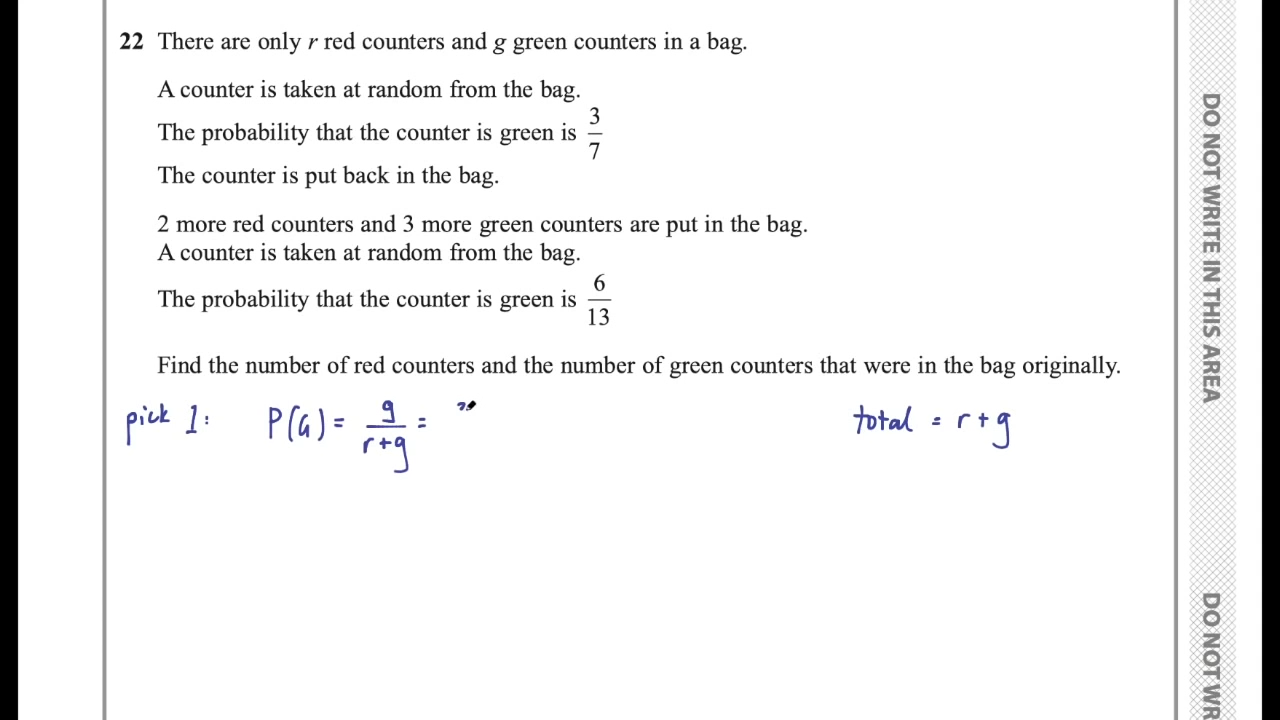 22 There are only r red counters and g green counters in a bag.
A counter is taken at random from the bag.
The probability that the counter is green is 3/7
The counter is put back in the bag.
2 more red counters and 3 more green counters are put in the bag.
A counter is taken at random from the bag.
The probability that the counter is green is 6/13
Find the number of red counters and the number of green counters that were in the bag originally.
pick 1: P(G) = g/(r+g) =
total = r + g
DO NOT WRITE IN THIS AREA
DO NOT WR